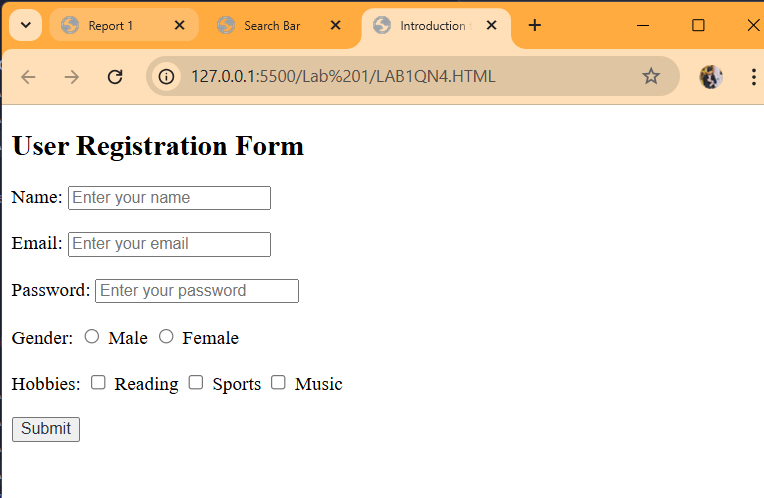 Report 1 Search Bar Introduction
127.0.0.1:5500/Lab%201/LAB1QN4.HTML
User Registration Form
Name: Enter your name
Email: Enter your email
Password: Enter your password
Gender: Male Female
Hobbies: Reading Sports Music
Submit